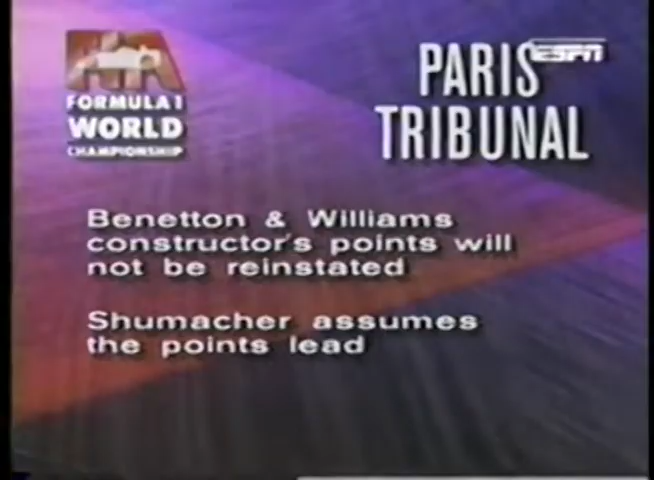 FIA
FORMULA 1
WORLD
CHAMPIONSHIP
ESPN
PARIS
TRIBUNAL
Benetton & Williams
constructor's points will
not be reinstated
Shumacher assumes
the points lead